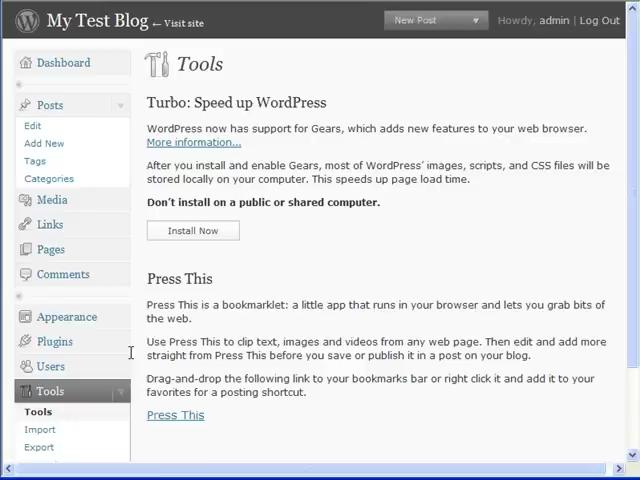 My Test Blog ← Visit site
New Post
Howdy, admin | Log Out
Dashboard
Posts
Edit
Add New
Tags
Categories
Media
Links
Pages
Comments
Appearance
Plugins
Users
Tools
Tools
Import
Export
Tools
Turbo: Speed up WordPress
WordPress now has support for Gears, which adds new features to your web browser.
More information...
After you install and enable Gears, most of WordPress’ images, scripts, and CSS files will be
stored locally on your computer. This speeds up page load time.
Don’t install on a public or shared computer.
Install Now
Press This
Press This is a bookmarklet: a little app that runs in your browser and lets you grab bits of
the web.
Use Press This to clip text, images and videos from any web page. Then edit and add more
straight from Press This before you save or publish it in a post on your blog.
Drag-and-drop the following link to your bookmarks bar or right click it and add it to your
favorites for a posting shortcut.
Press This